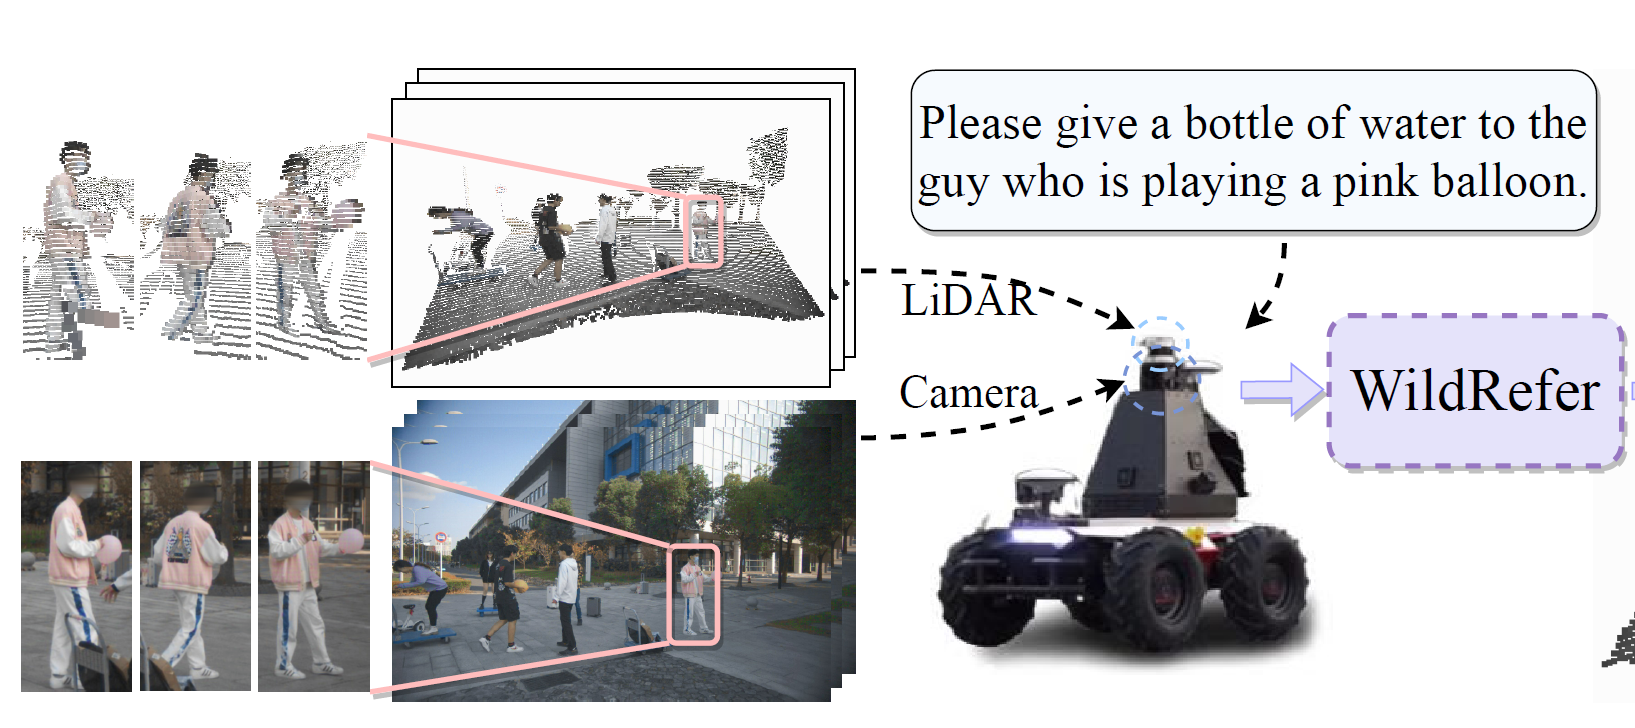 Please give a bottle of water to the
guy who is playing a pink balloon.
LiDAR
Camera
WildRefer